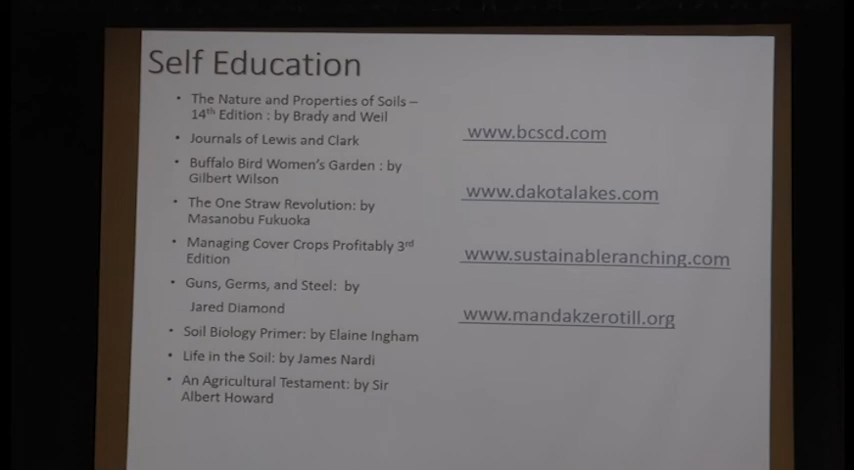 Self Education
• The Nature and Properties of Soils –
14th Edition : by Brady and Weil
• Journals of Lewis and Clark
• Buffalo Bird Women's Garden : by
Gilbert Wilson
• The One Straw Revolution: by
Masanobu Fukuoka
• Managing Cover Crops Profitably 3rd
Edition
• Guns, Germs, and Steel: by
Jared Diamond
• Soil Biology Primer: by Elaine Ingham
• Life in the Soil: by James Nardi
• An Agricultural Testament: by Sir
Albert Howard
www.bcscd.com
www.dakotalakes.com
www.sustainableranching.com
www.mandakzerotill.org